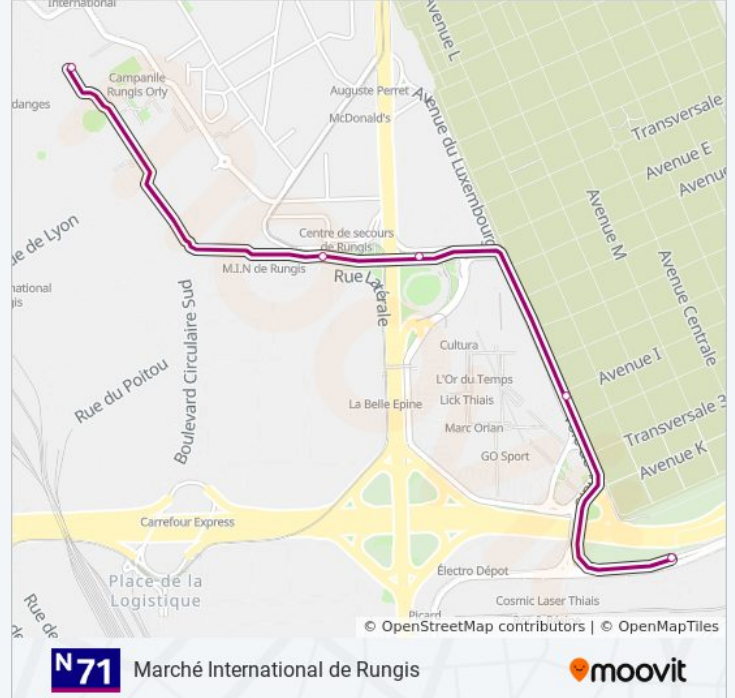 International
Campanile
Rungis Orly
danges
Auguste Perret
McDonald's
Avenue L
Avenue du Luxembourg
Transversale
Avenue E
Avenue
Avenue M
Avenue Centrale
ue de Lyon
Centre de secours
de Rungis
M.I.N de Rungis
Rue Latérale
national
gis
Boulevard Circulaire Sud
Rue du Poitou
Cultura
L'Or du Temps
Lick Thiais
La Belle Epine
Marc Orian
GO Sport
Avenue I
Transversale 3
Avenue K
Carrefour Express
Place de la
Logistique
Électro Dépôt
Cosmic Laser Thiais
Picard
Rue de
© OpenStreetMap contributors | © OpenMapTiles
N71 Marché International de Rungis
moovit